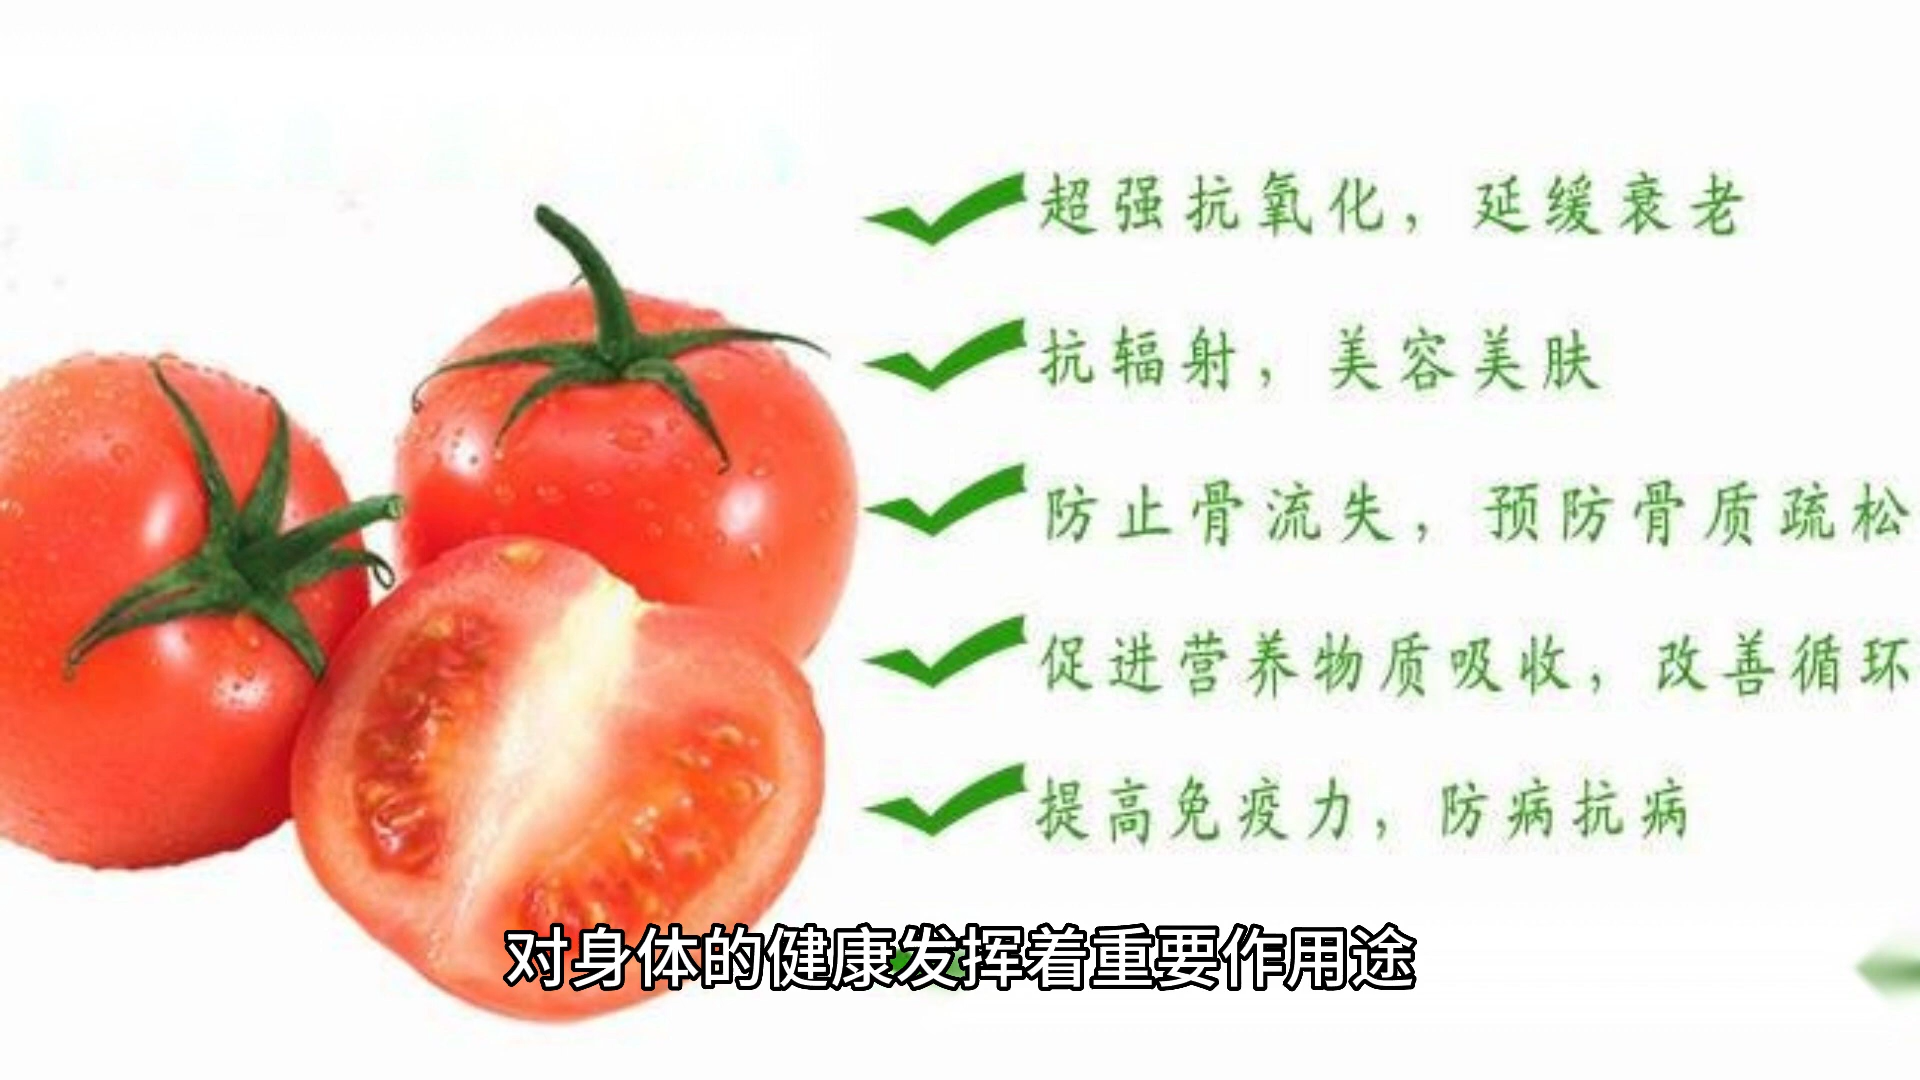 超强抗氧化，延缓衰老
抗辐射，美容美肤
防止骨流失，预防骨质疏松
促进营养物质吸收，改善循环
提高免疫力，防病抗病
对身体的健康发挥着重要作用途